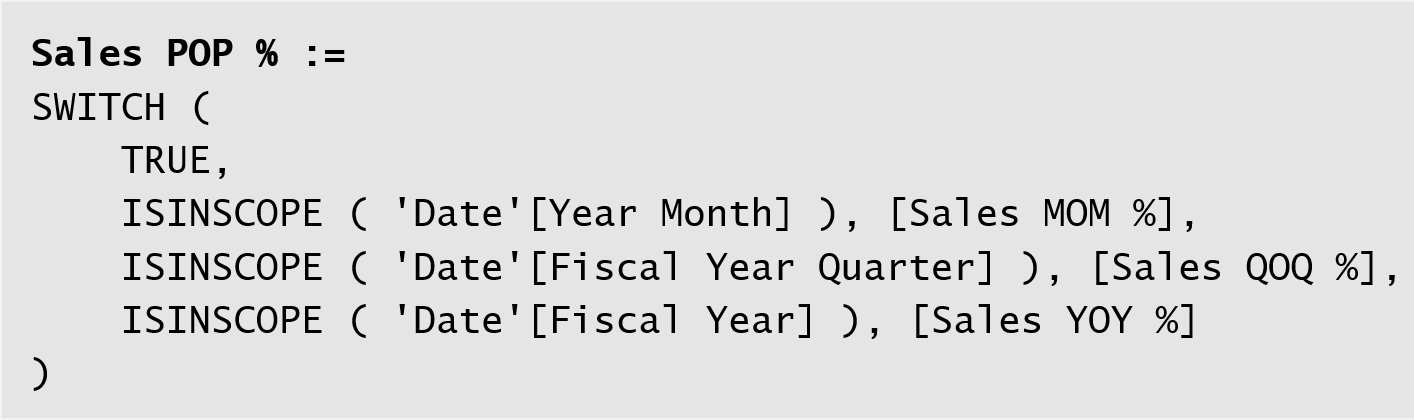 Sales POP % :=
SWITCH (
    TRUE,
    ISINSCOPE ( 'Date'[Year Month] ), [Sales MOM %],
    ISINSCOPE ( 'Date'[Fiscal Year Quarter] ), [Sales QOQ %],
    ISINSCOPE ( 'Date'[Fiscal Year] ), [Sales YOY %]
)